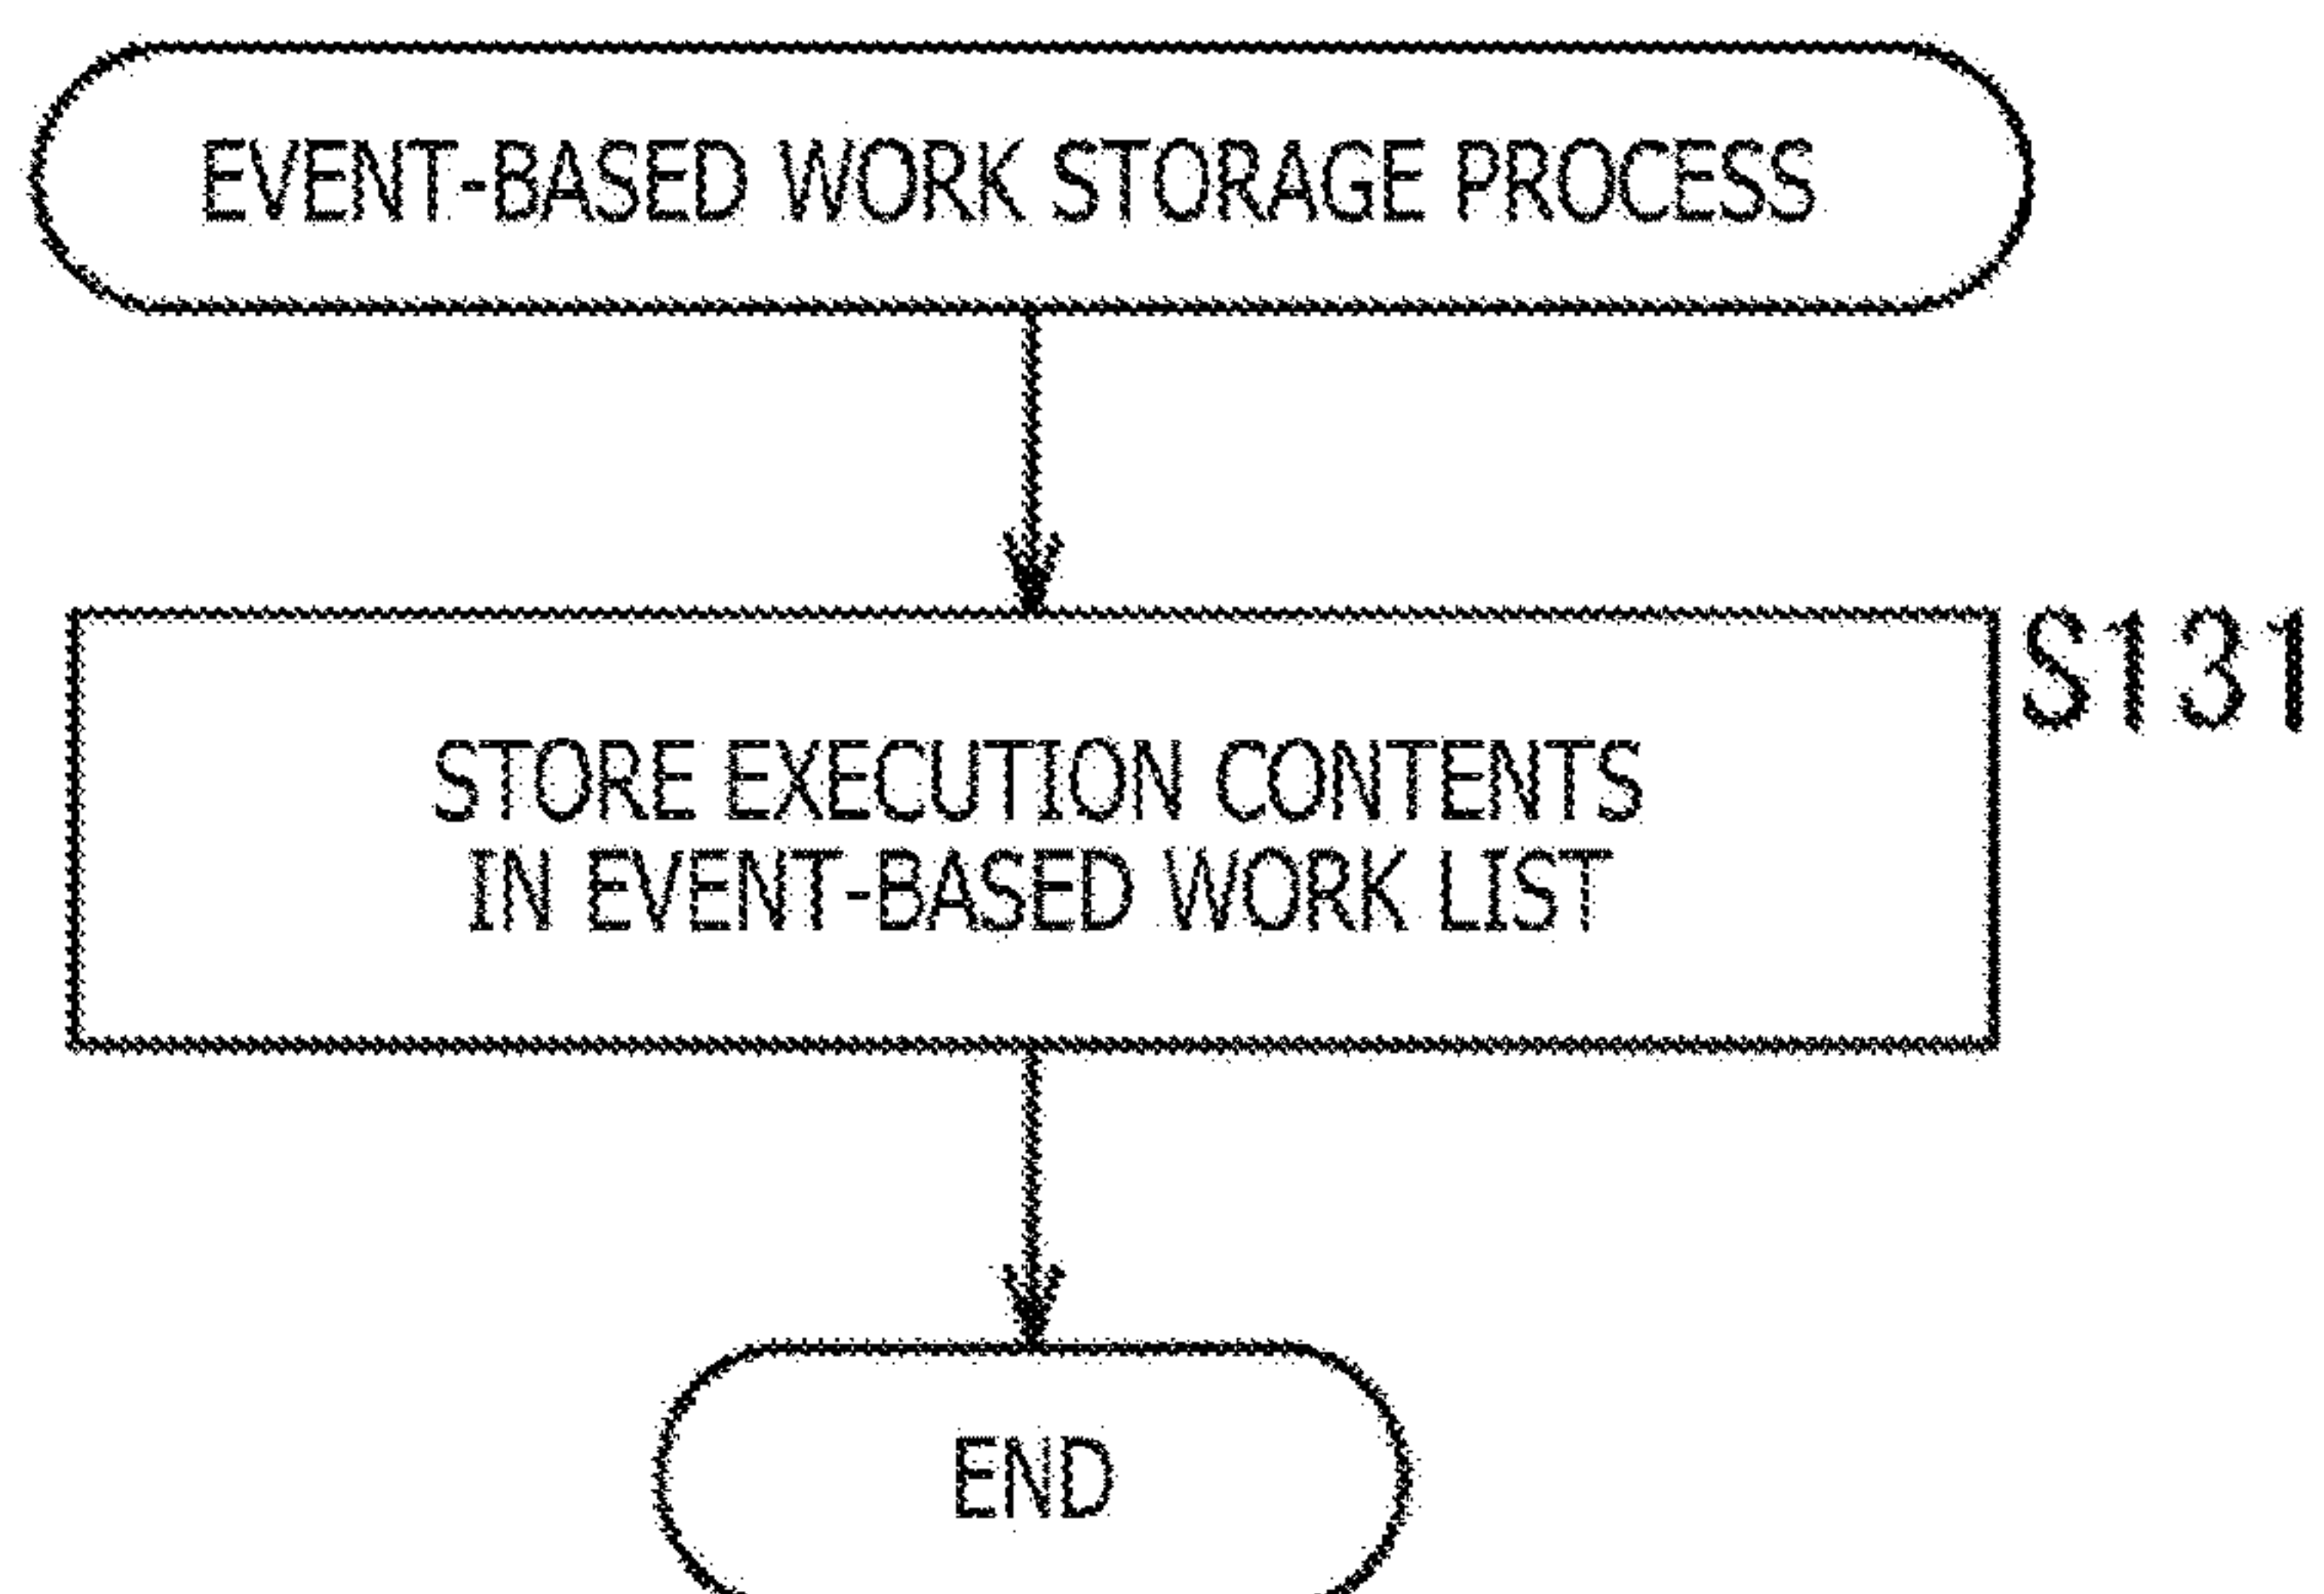 EVENT-BASED WORK STORAGE PROCESS
S131
STORE EXECUTION CONTENTS
IN EVENT-BASED WORK LIST
END